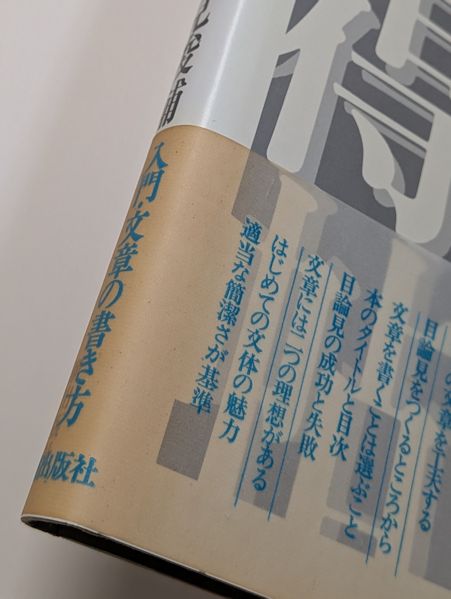 の文章を工夫する
目論見をつくるところから
文章を書くことは選ぶこと
本のタイトルと目次
目論見の成功と失敗
文章には二つの理想がある
はじめての文体の魅力
適当な簡潔さが基準
入門・文章の書き方
出版社